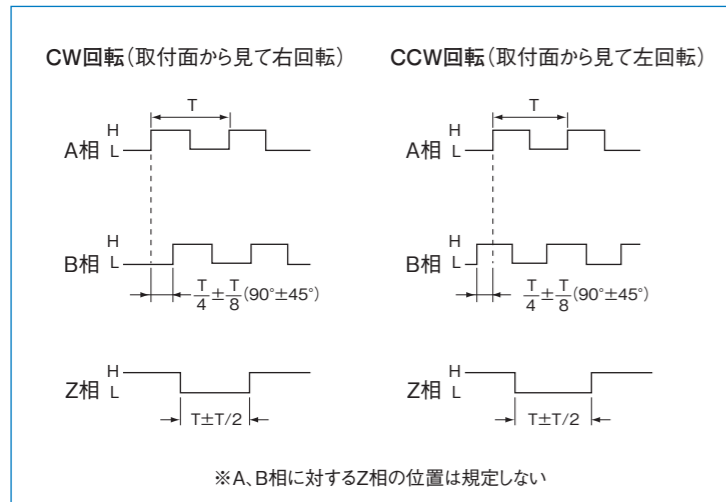 CW回転(取付面から見て右回転)
T
A相 H L
B相 H L
T/4±T/8(90°±45°)
Z相 H L
T±T/2
CCW回転(取付面から見て左回転)
T
A相 H L
B相 H L
T/4±T/8(90°±45°)
Z相 H L
T±T/2
※A、B相に対するZ相の位置は規定しない